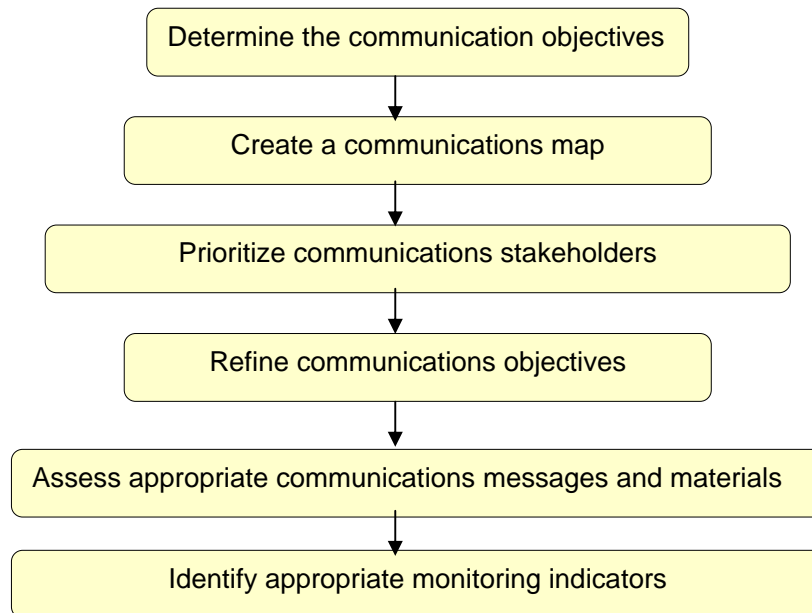 Determine the communication objectives
Create a communications map
Prioritize communications stakeholders
Refine communications objectives
Assess appropriate communications messages and materials
Identify appropriate monitoring indicators